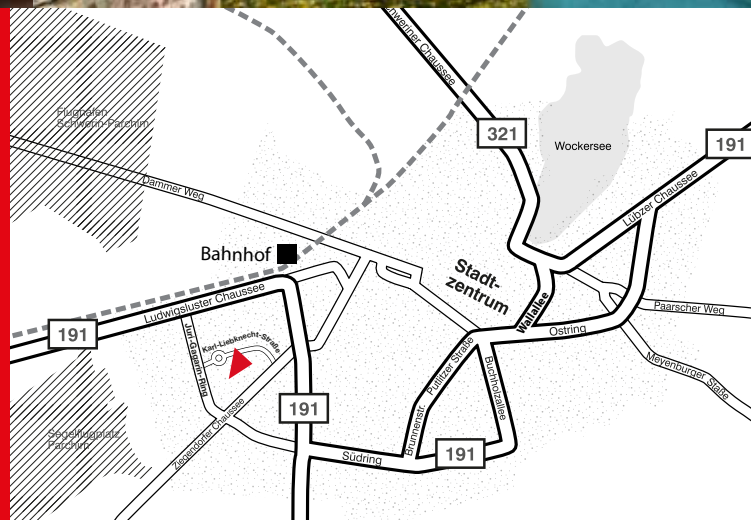 Schweriner Chaussee
Flughafen
Schwerin-Parchim
321
Wockersee
191
Dammer Weg
Lübzer Chaussee
Bahnhof
Stadt-
zentrum
Ludwigsluster Chaussee
191
Wallallee
Paarscher Weg
Ostring
Juri-Gagarin-Ring
Karl-Liebknecht-Straße
Putlitzer Straße
Buchholzallee
Meyenburger Staße
191
Brunnenstr.
Ziegendorfer Chaussee
Segelflugplatz
Parchim
Südring
191